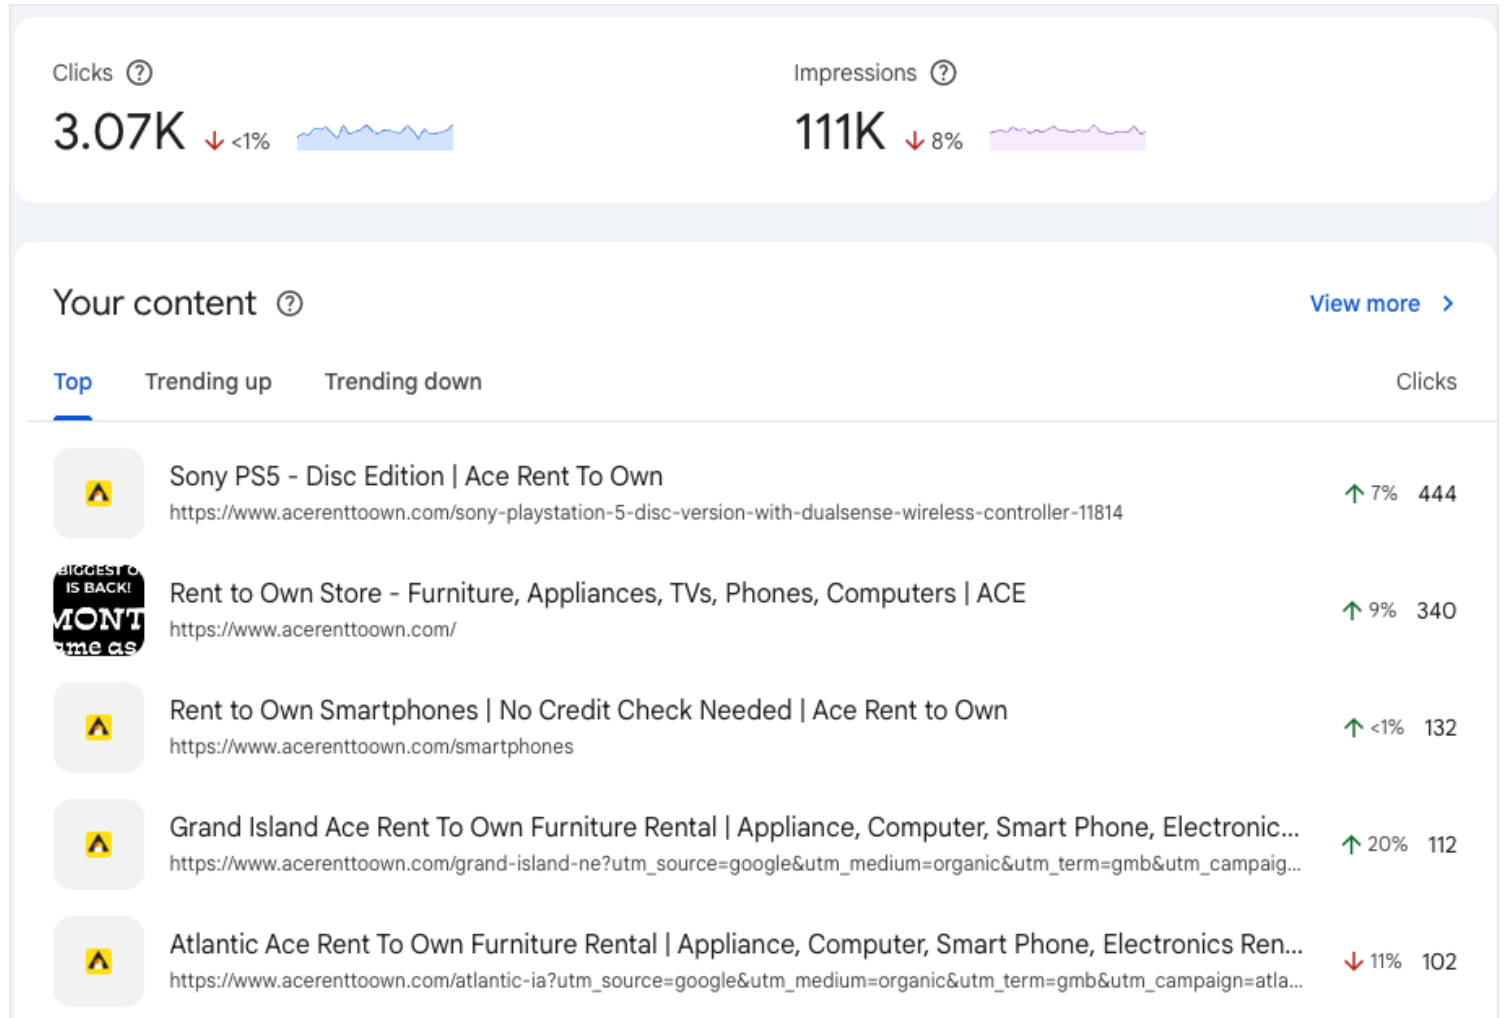 Clicks
3.07K <1%
Impressions
111K 8%
Your content
View more
Top Trending up Trending down Clicks
Sony PS5 - Disc Edition | Ace Rent To Own
https://www.acerenttoown.com/sony-playstation-5-disc-version-with-dualsense-wireless-controller-11814
7% 444
BIGGEST O
IS BACK!
MONT
ame as
Rent to Own Store - Furniture, Appliances, TVs, Phones, Computers | ACE
https://www.acerenttoown.com/
9% 340
Rent to Own Smartphones | No Credit Check Needed | Ace Rent to Own
https://www.acerenttoown.com/smartphones
<1% 132
Grand Island Ace Rent To Own Furniture Rental | Appliance, Computer, Smart Phone, Electronic...
https://www.acerenttoown.com/grand-island-ne?utm_source=google&utm_medium=organic&utm_term=gmb&utm_campaig...
20% 112
Atlantic Ace Rent To Own Furniture Rental | Appliance, Computer, Smart Phone, Electronics Ren...
https://www.acerenttoown.com/atlantic-ia?utm_source=google&utm_medium=organic&utm_term=gmb&utm_campaign=atla...
11% 102